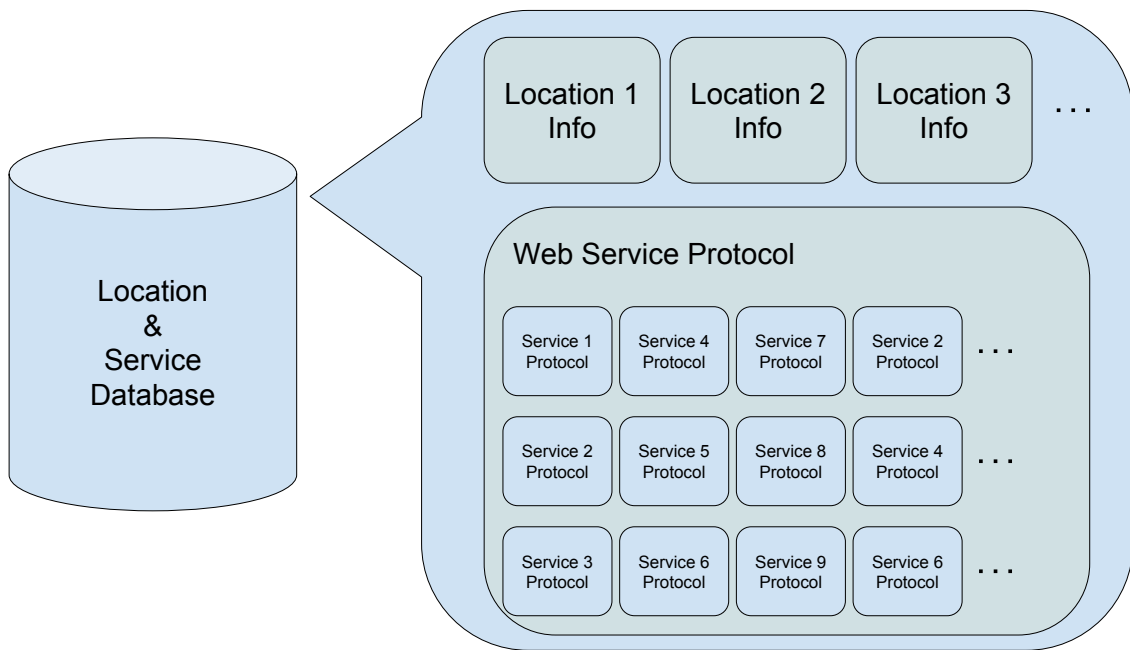 Location 1
Info
Location 2
Info
Location 3
Info
. . .
Location
&
Service
Database
Web Service Protocol
Service 1
Protocol
Service 4
Protocol
Service 7
Protocol
Service 2
Protocol
. . .
Service 2
Protocol
Service 5
Protocol
Service 8
Protocol
Service 4
Protocol
. . .
Service 3
Protocol
Service 6
Protocol
Service 9
Protocol
Service 6
Protocol
. . .